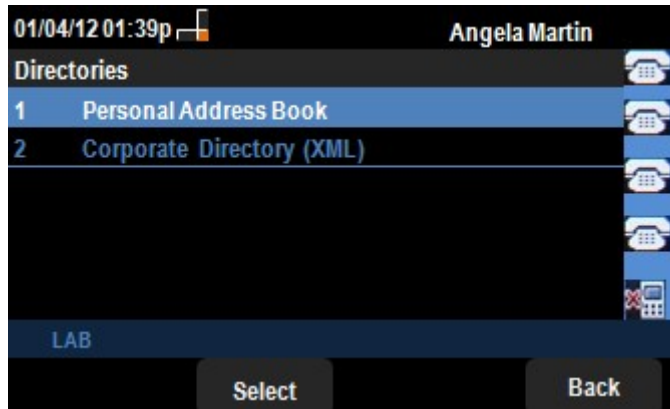 01/04/12 01:39p Angela Martin
Directories
1 Personal Address Book
2 Corporate Directory (XML)
LAB
Select Back